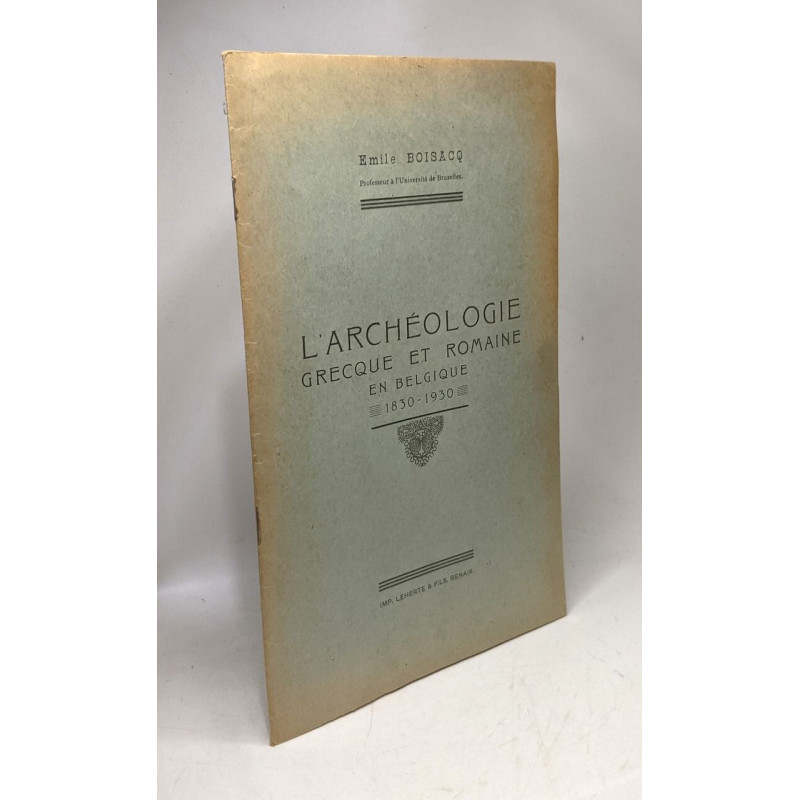 Emile BOISACQ
Professeur à l'Université de Bruxelles.
L'ARCHÉOLOGIE
GRECQUE ET ROMAINE
EN BELGIQUE
1830-1930
IMP. LEHERTE & FILS, RENAIX.